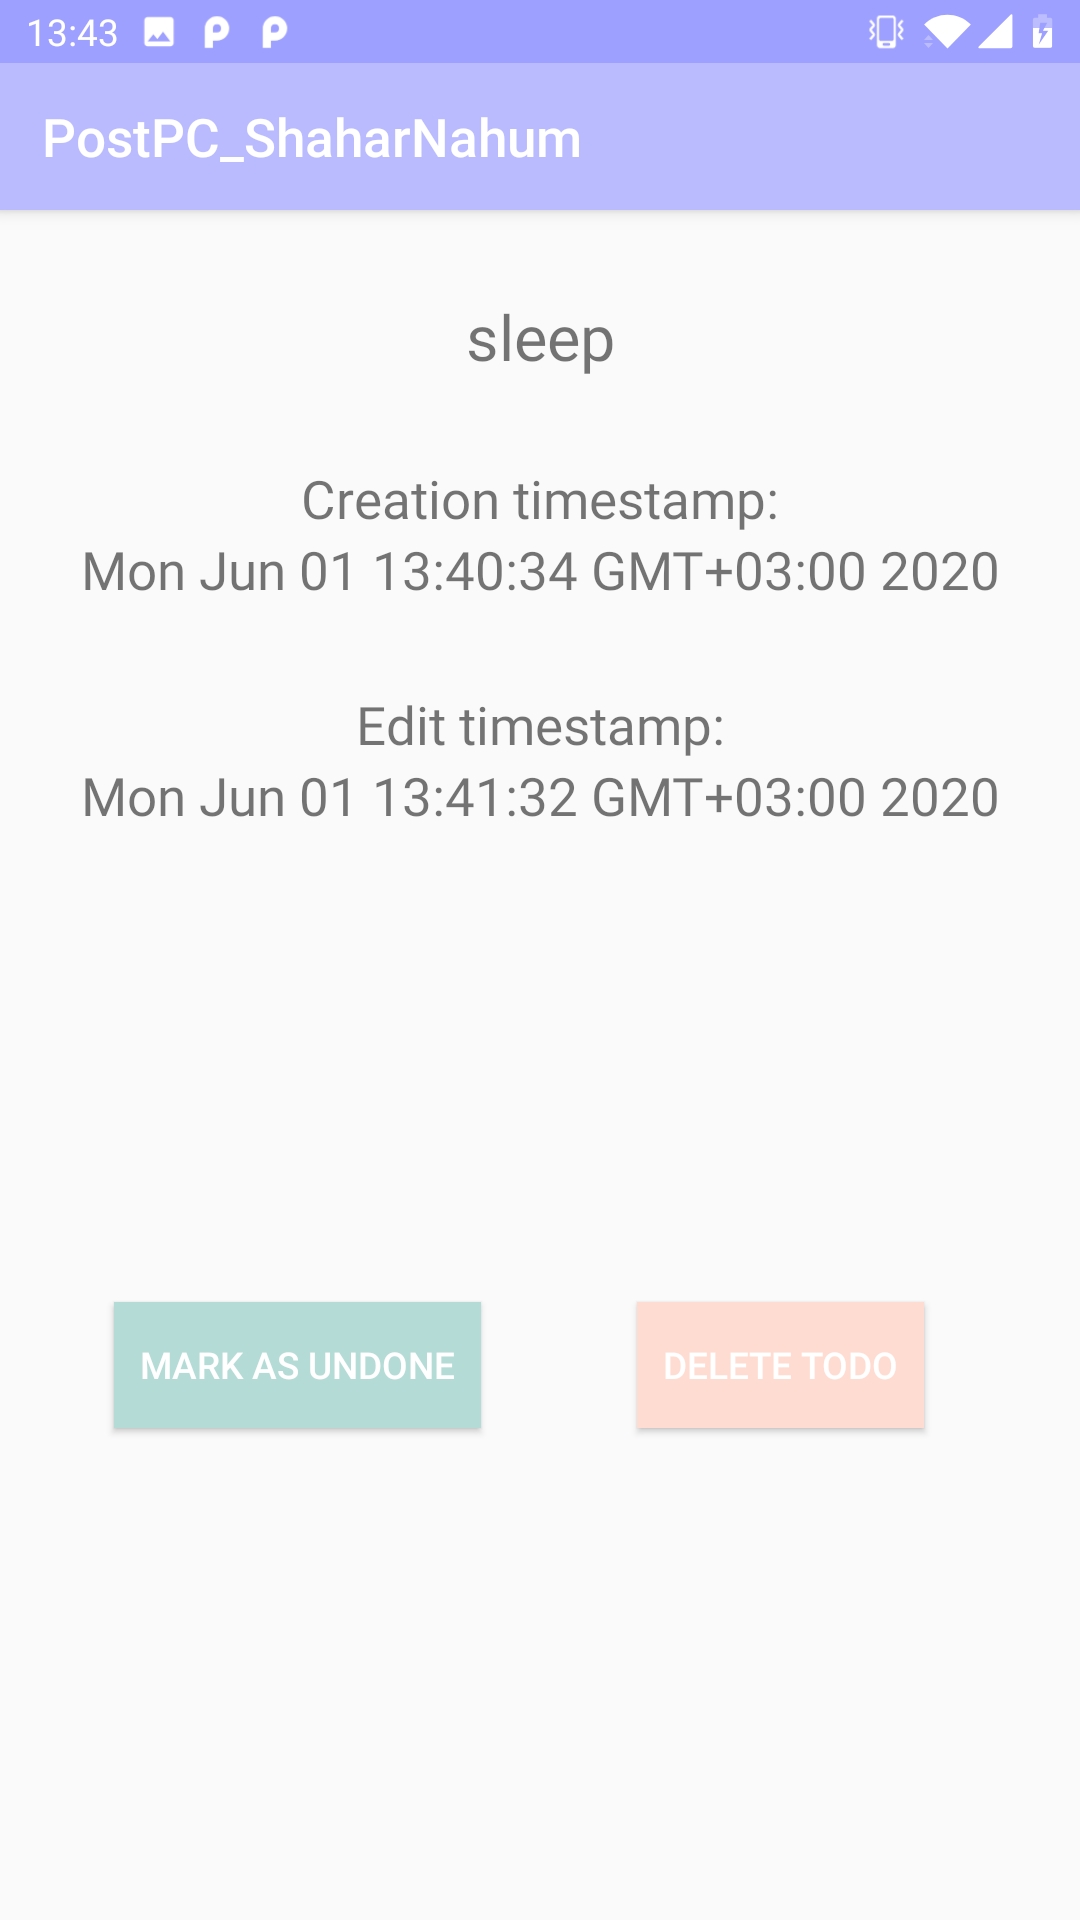 13:43
PostPC_ShaharNahum
sleep
Creation timestamp:
Mon Jun 01 13:40:34 GMT+03:00 2020
Edit timestamp:
Mon Jun 01 13:41:32 GMT+03:00 2020
MARK AS UNDONE
DELETE TODO